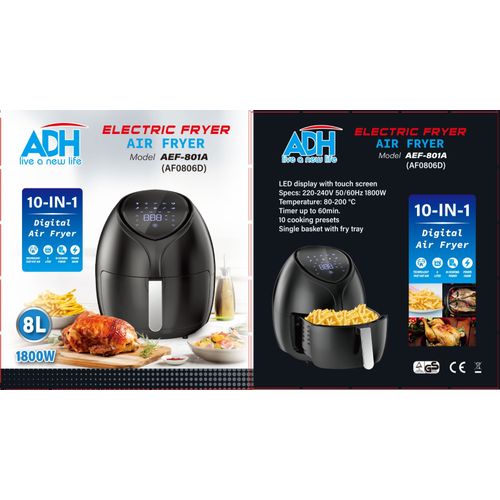 ADH
live a new life
ELECTRIC FRYER
AIR FRYER
Model AEF-801A
(AF0806D)
10-IN-1
Digital
Air Fryer
8L
1800W
ADH
live a new life
ELECTRIC FRYER
AIR FRYER
Model AEF-801A
(AF0806D)
LED display with touch screen
Specs: 220-240V 50/60Hz 1800W
Temperature: 80-200 °C
Timer up to 60min.
10 cooking presets
Single basket with fry tray
10-IN-1
Digital
Air Fryer
CE